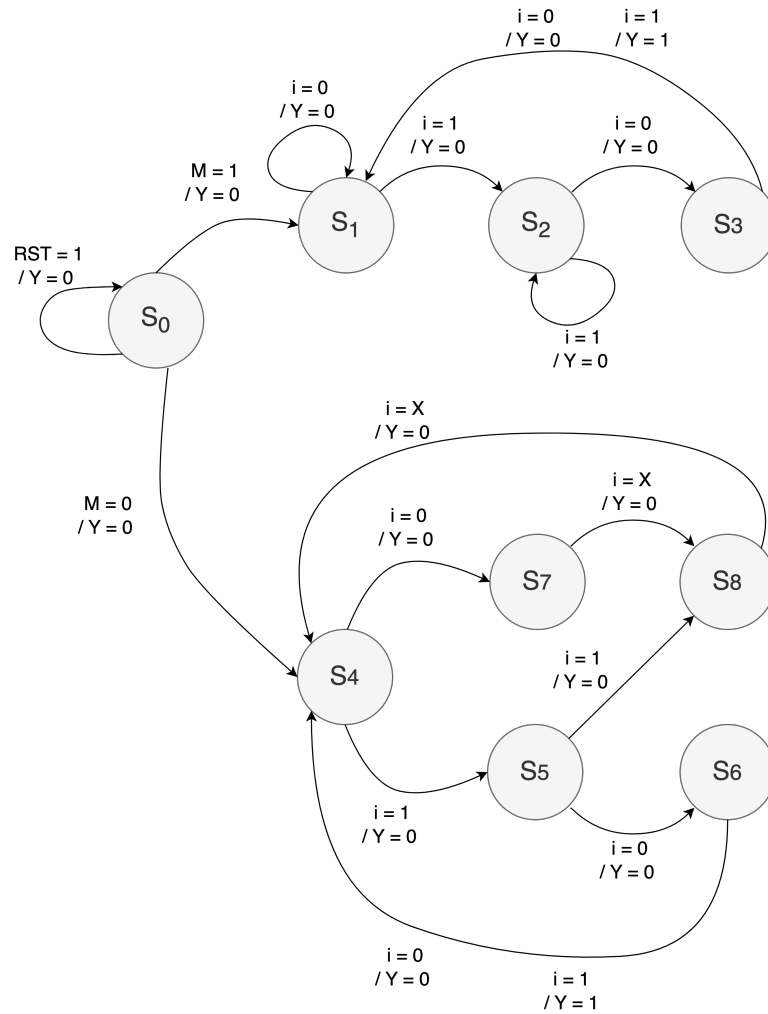 i = 0
/ Y = 0
i = 1
/ Y = 1
i = 0
/ Y = 0
i = 1
/ Y = 0
i = 0
/ Y = 0
M = 1
/ Y = 0
S1
S2
S3
RST = 1
/ Y = 0
S0
i = 1
/ Y = 0
i = X
/ Y = 0
M = 0
/ Y = 0
i = 0
/ Y = 0
i = X
/ Y = 0
S7
S8
S4
i = 1
/ Y = 0
S5
S6
i = 1
/ Y = 0
i = 0
/ Y = 0
i = 0
/ Y = 0
i = 1
/ Y = 1